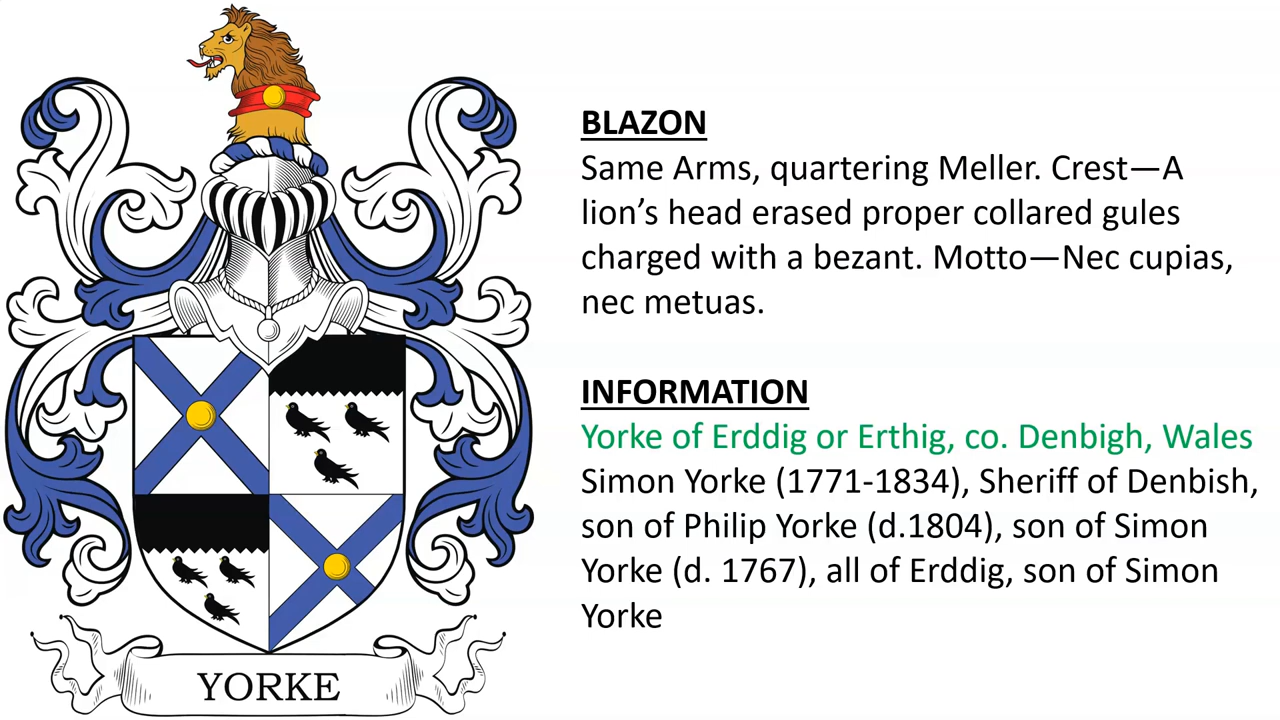 BLAZON
Same Arms, quartering Meller. Crest—A
lion’s head erased proper collared gules
charged with a bezant. Motto—Nec cupias,
nec metuas.
INFORMATION
Yorke of Erddig or Erthig, co. Denbigh, Wales
Simon Yorke (1771-1834), Sheriff of Denbish,
son of Philip Yorke (d.1804), son of Simon
Yorke (d. 1767), all of Erddig, son of Simon
Yorke
YORKE